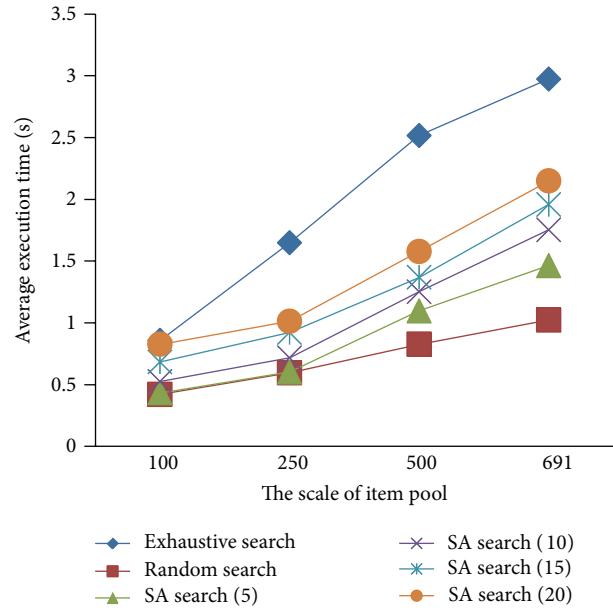 3.5
3
2.5
2
1.5
1
0.5
0
Average execution time (s)
100
250
500
691
The scale of item pool
Exhaustive search
Random search
SA search (5)
SA search (10)
SA search (15)
SA search (20)